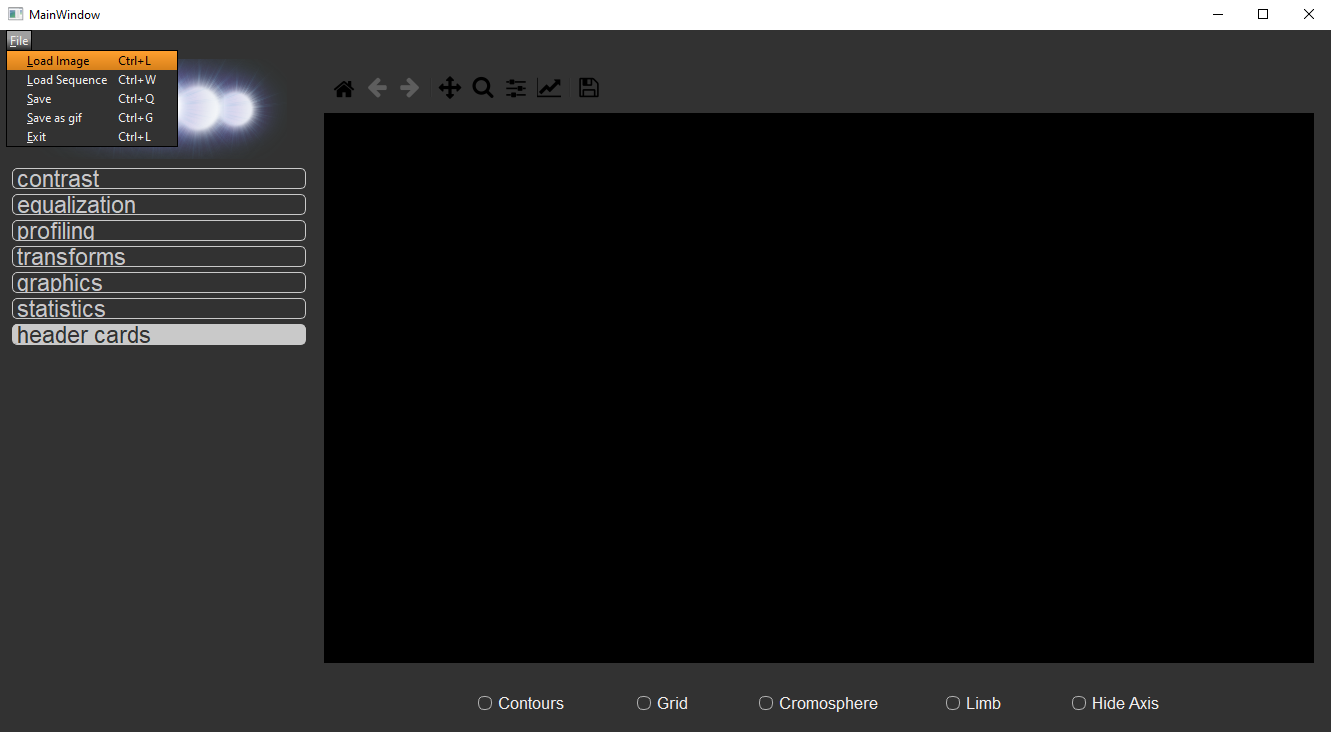 MainWindow
File
Load Image Ctrl+L
Load Sequence Ctrl+W
Save Ctrl+Q
Save as gif Ctrl+G
Exit Ctrl+L
contrast
equalization
profiling
transforms
graphics
statistics
header cards
Contours Grid Cromosphere Limb Hide Axis